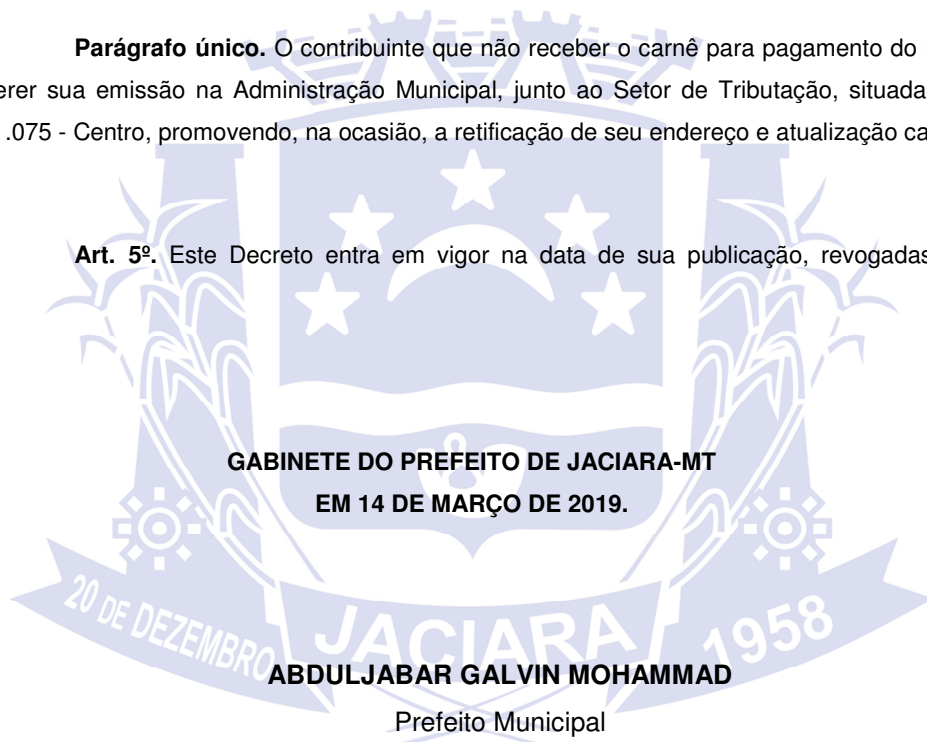 Parágrafo único. O contribuinte que não receber o carnê para pagamento do
erer sua emissão na Administração Municipal, junto ao Setor de Tributação, situada
.075 - Centro, promovendo, na ocasião, a retificação de seu endereço e atualização ca
Art. 5º. Este Decreto entra em vigor na data de sua publicação, revogadas
GABINETE DO PREFEITO DE JACIARA-MT
EM 14 DE MARÇO DE 2019.
20 DE DEZEMBRO
JACIARA
1958
ABDULJABAR GALVIN MOHAMMAD
Prefeito Municipal